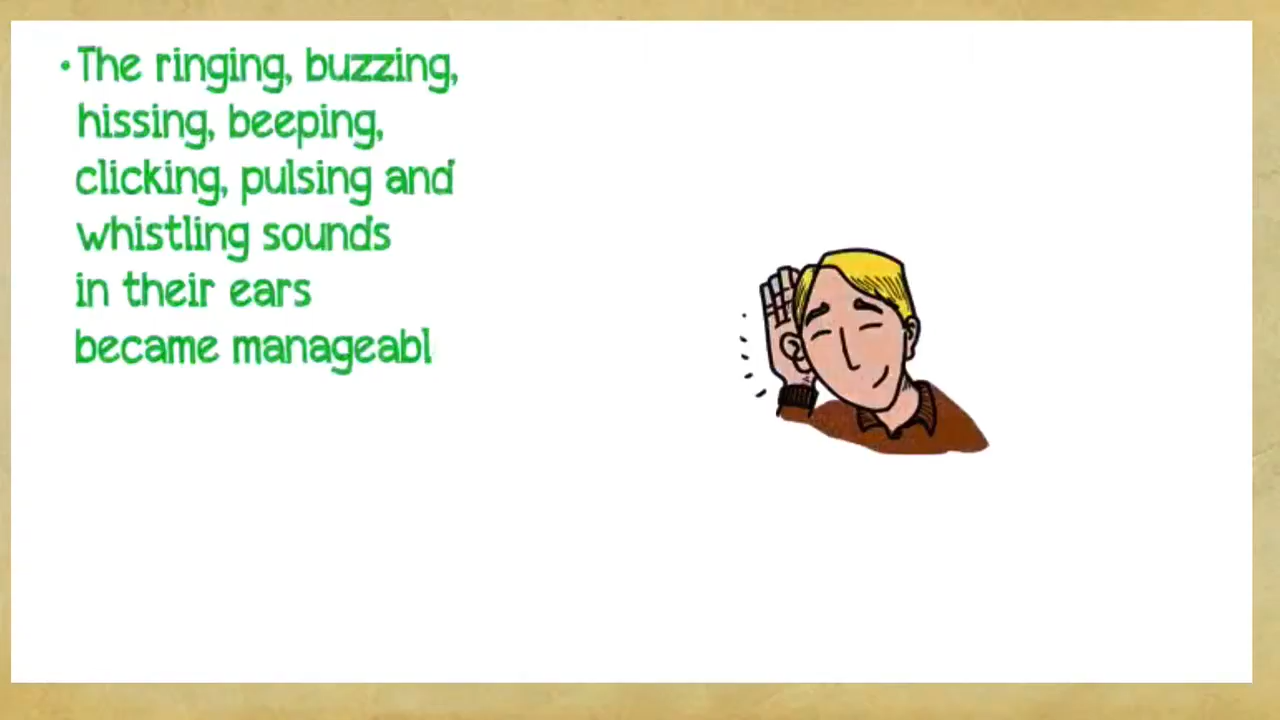 •The ringing, buzzing,
hissing, beeping,
clicking, pulsing and
whistling sounds
in their ears
became manageabl